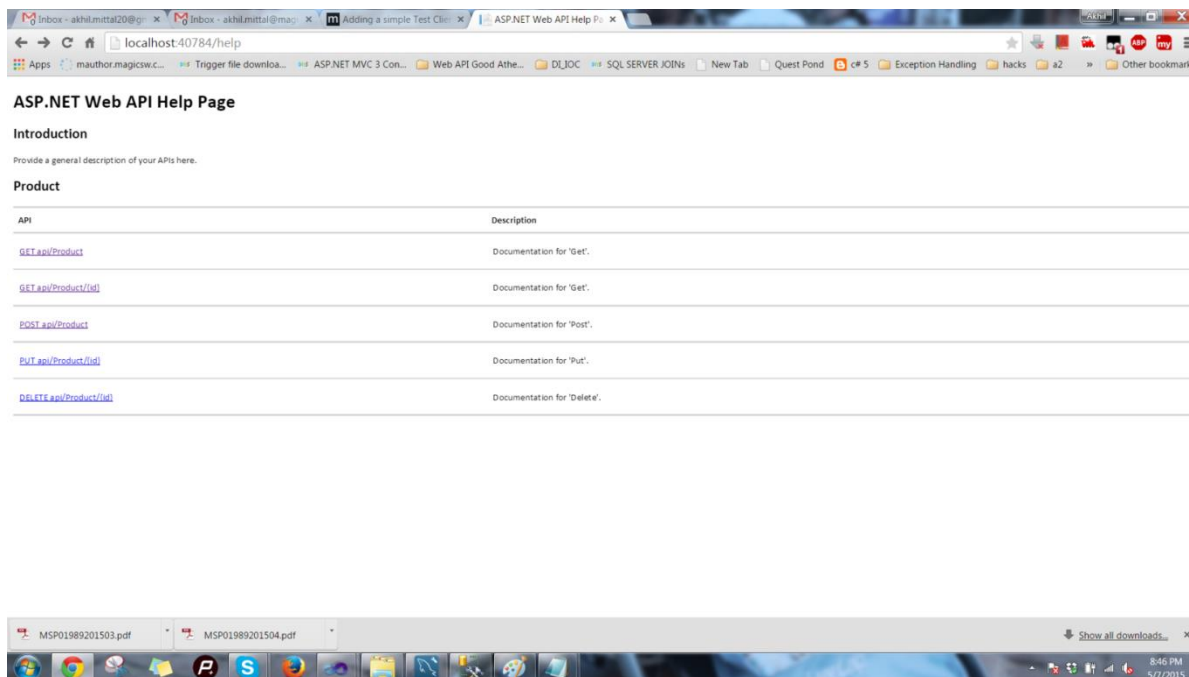 Inbox - akhil.mittal20@gm
Inbox - akhil.mittal@mag
Adding a simple Test Clie
ASP.NET Web API Help Pa
Akhil
localhost:40784/help
ABP
my
Apps
mauthor.magicsw.c...
Trigger file downloa...
ASP.NET MVC 3 Con...
Web API Good Athe...
DI_IOC
SQL SERVER JOINs
New Tab
Quest Pond
c# 5
Exception Handling
hacks
a2
»
Other bookmark
ASP.NET Web API Help Page
Introduction
Provide a general description of your APIs here.
Product
API Description
GET api/Product Documentation for 'Get'.
GET api/Product/{id} Documentation for 'Get'.
POST api/Product Documentation for 'Post'.
PUT api/Product/{id} Documentation for 'Put'.
DELETE api/Product/{id} Documentation for 'Delete'.
MSP01989201503.pdf
MSP01989201504.pdf
Show all downloads...
8:46 PM
5/7/2015